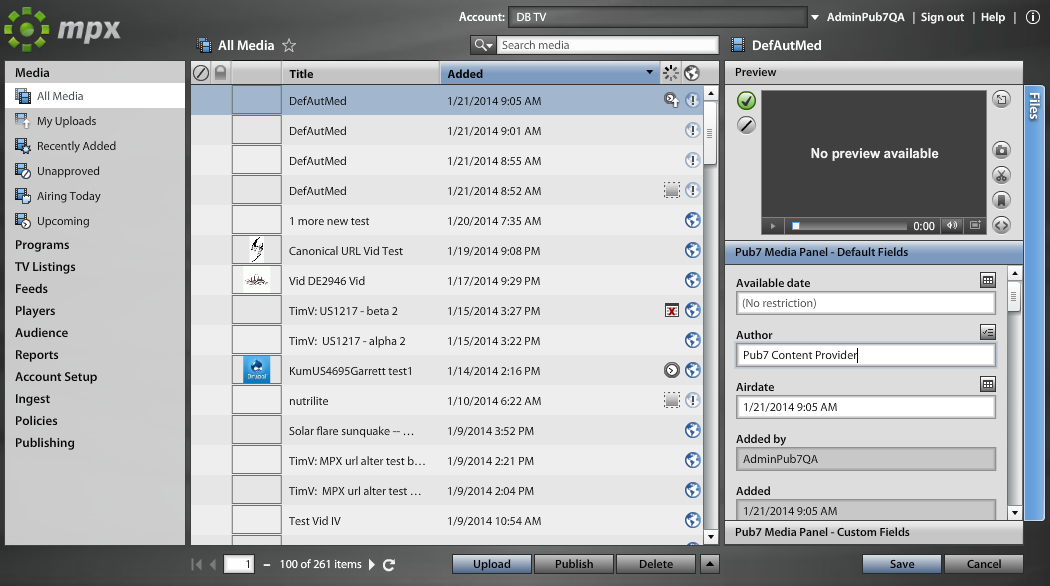 mpx
Account: DB TV AdminPub7QA | Sign out | Help |
All Media Search media DefAutMed
Media
All Media
My Uploads
Recently Added
Unapproved
Airing Today
Upcoming
Programs
TV Listings
Feeds
Players
Audience
Reports
Account Setup
Ingest
Policies
Publishing
Title Added
DefAutMed 1/21/2014 9:05 AM
DefAutMed 1/21/2014 9:01 AM
DefAutMed 1/21/2014 8:55 AM
DefAutMed 1/21/2014 8:52 AM
1 more new test 1/20/2014 7:35 AM
Canonical URL Vid Test 1/19/2014 9:08 PM
Vid DE2946 Vid 1/17/2014 9:29 PM
TimV: US1217 - beta 2 1/15/2014 3:27 PM
TimV: US1217 - alpha 2 1/15/2014 3:22 PM
Drupal KumUS4695Garrett test1 1/14/2014 2:16 PM
nutrilite 1/10/2014 6:22 AM
Solar flare sunquake -- ... 1/9/2014 3:52 PM
TimV: MPX url alter test b... 1/9/2014 2:21 PM
TimV: MPX url alter test ... 1/9/2014 2:04 PM
Test Vid IV 1/9/2014 10:54 AM
1 – 100 of 261 items
Upload Publish Delete
Preview
Files
No preview available
0:00
Pub7 Media Panel - Default Fields
Available date
(No restriction)
Author
Pub7 Content Provider
Airdate
1/21/2014 9:05 AM
Added by
AdminPub7QA
Added
1/21/2014 9:05 AM
Pub7 Media Panel - Custom Fields
Save Cancel